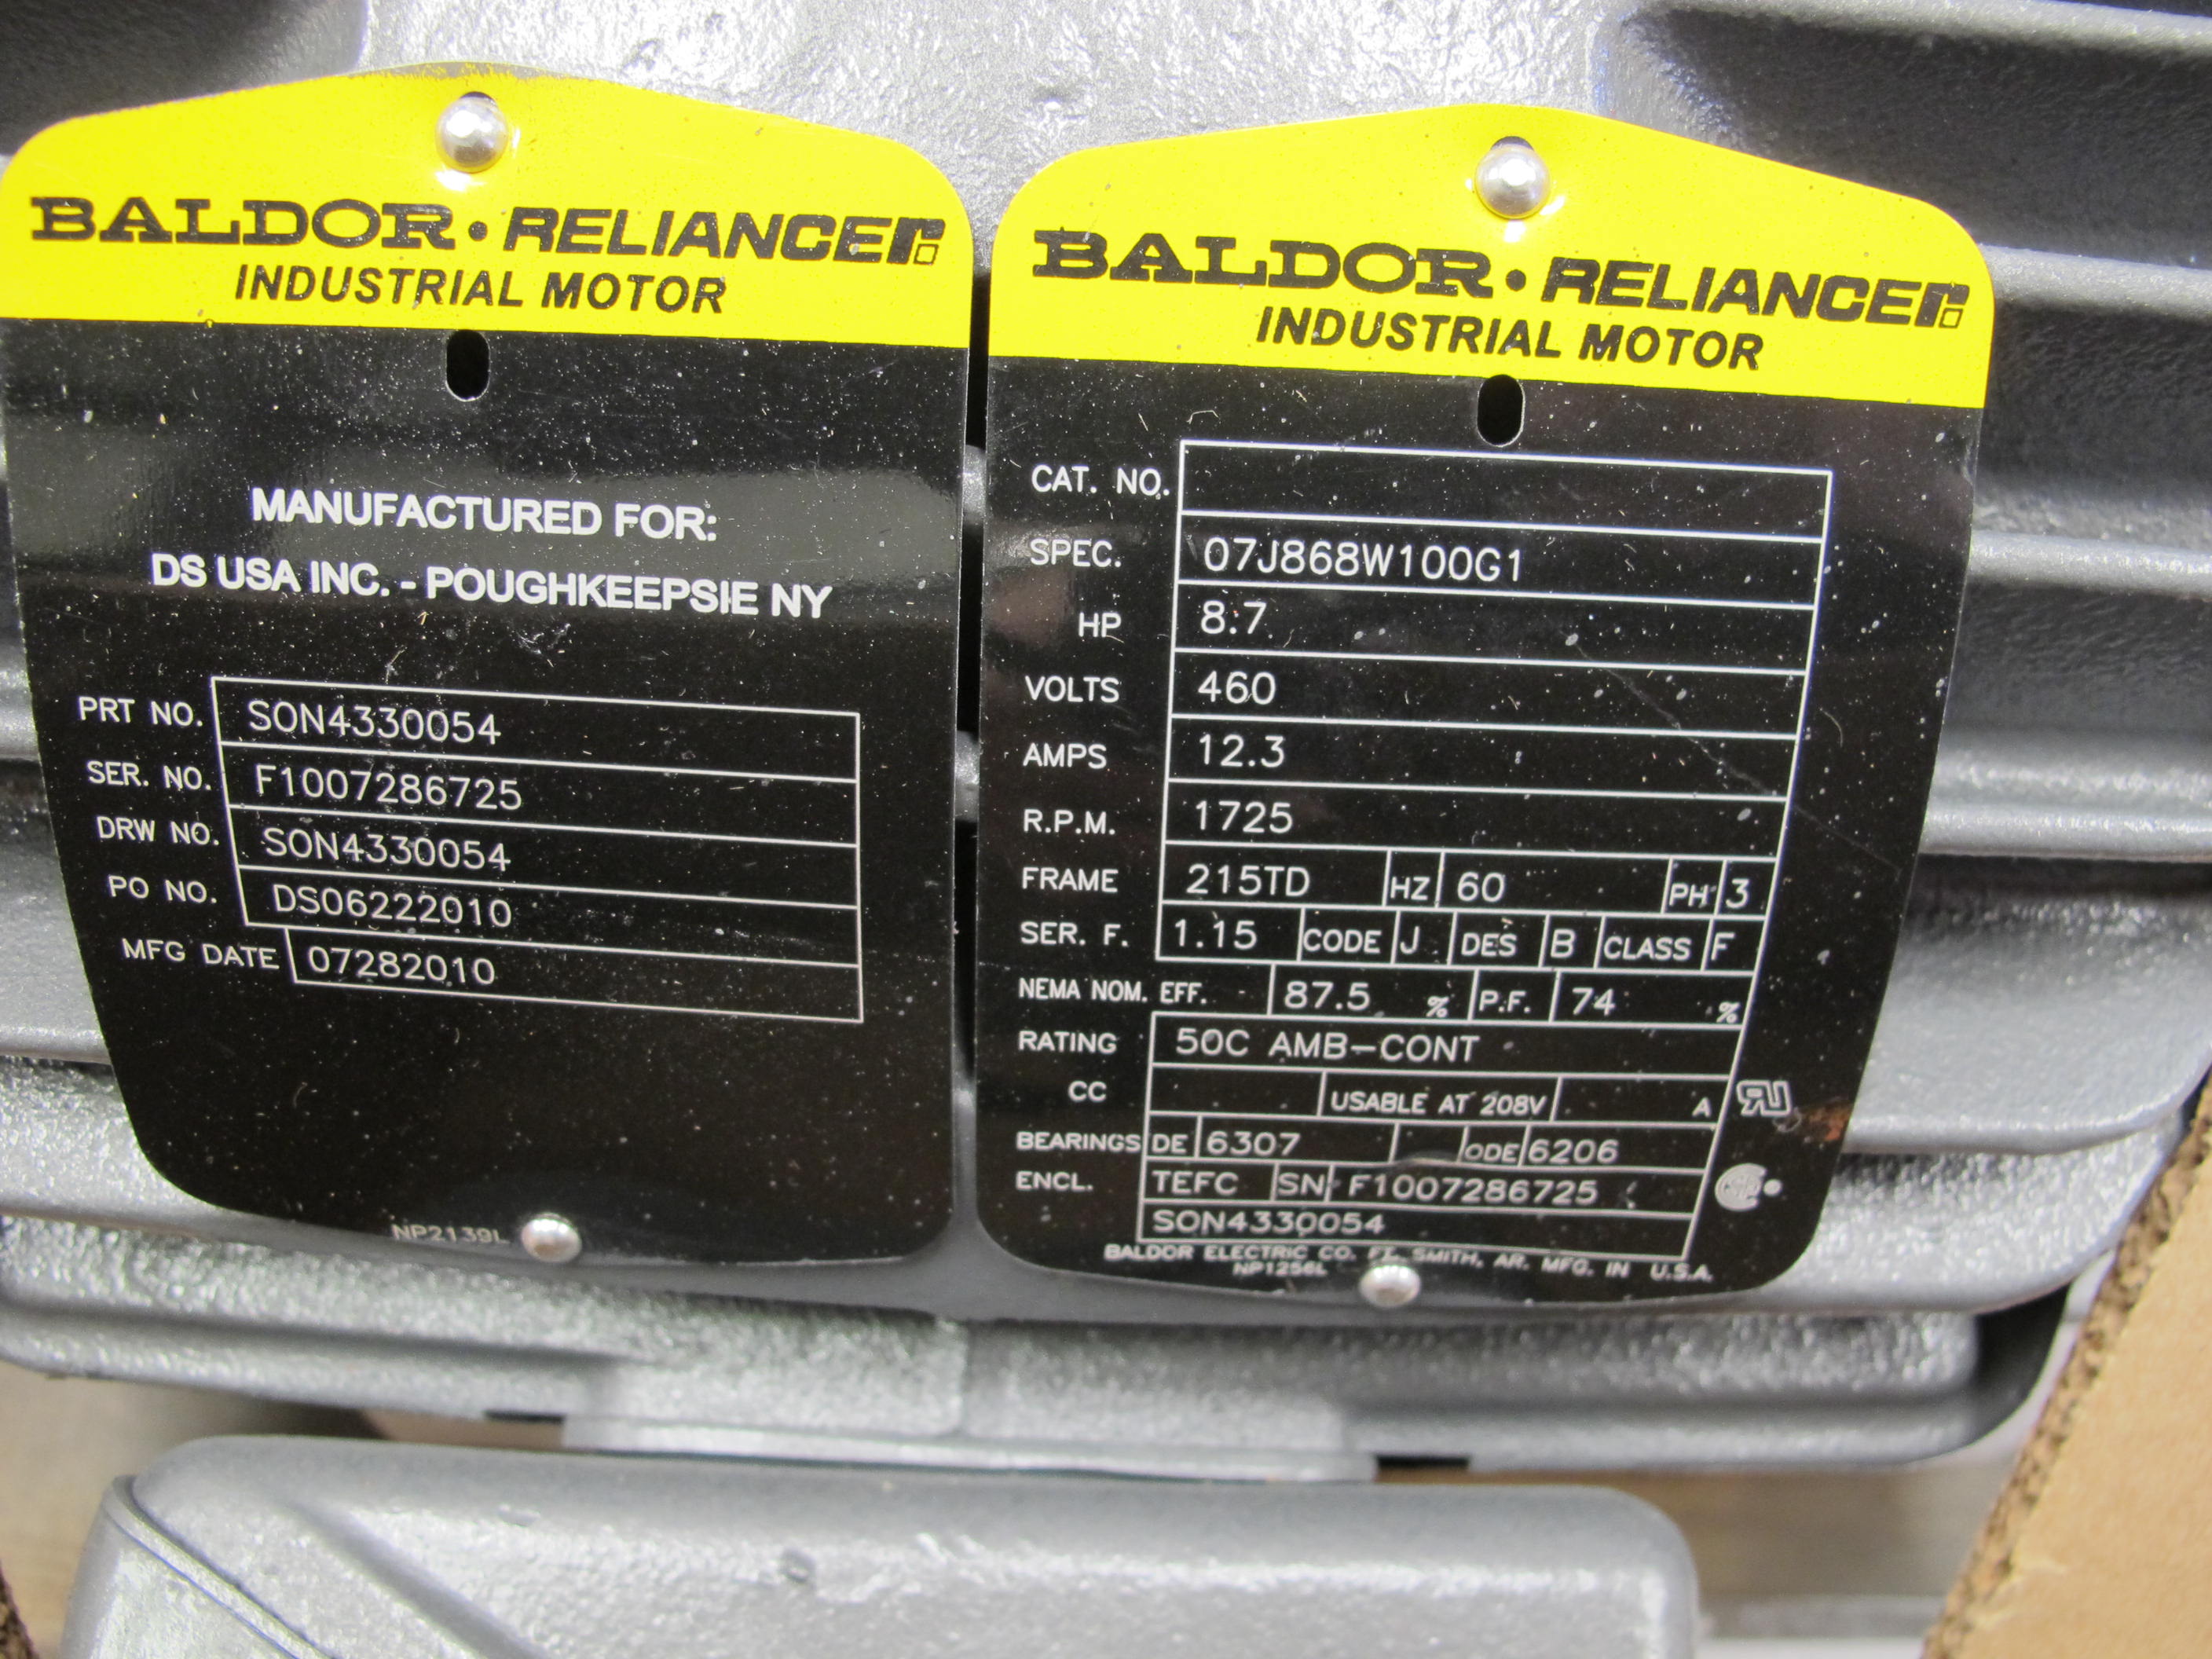 BALDOR • RELIANCER
INDUSTRIAL MOTOR
MANUFACTURED FOR:
DS USA INC. - POUGHKEEPSIE NY
PRT NO. SON4330054
SER. NO. F1007286725
DRW NO. SON4330054
PO NO. DS06222010
MFG DATE 07282010
NP2139L
BALDOR • RELIANCER
INDUSTRIAL MOTOR
CAT. NO.
SPEC. 07J868W100G1
HP 8.7
VOLTS 460
AMPS 12.3
R.P.M. 1725
FRAME 215TD HZ 60 PH 3
SER. F. 1.15 CODE J DES B CLASS F
NEMA NOM. EFF. 87.5 % P.F. 74 %
RATING 50C AMB-CONT
CC USABLE AT 208V A
BEARINGS DE 6307 ODE 6206
ENCL. TEFC SN F1007286725
SON4330054
BALDOR ELECTRIC CO. FT. SMITH, AR. MFG. IN U.S.A.
NP1256L